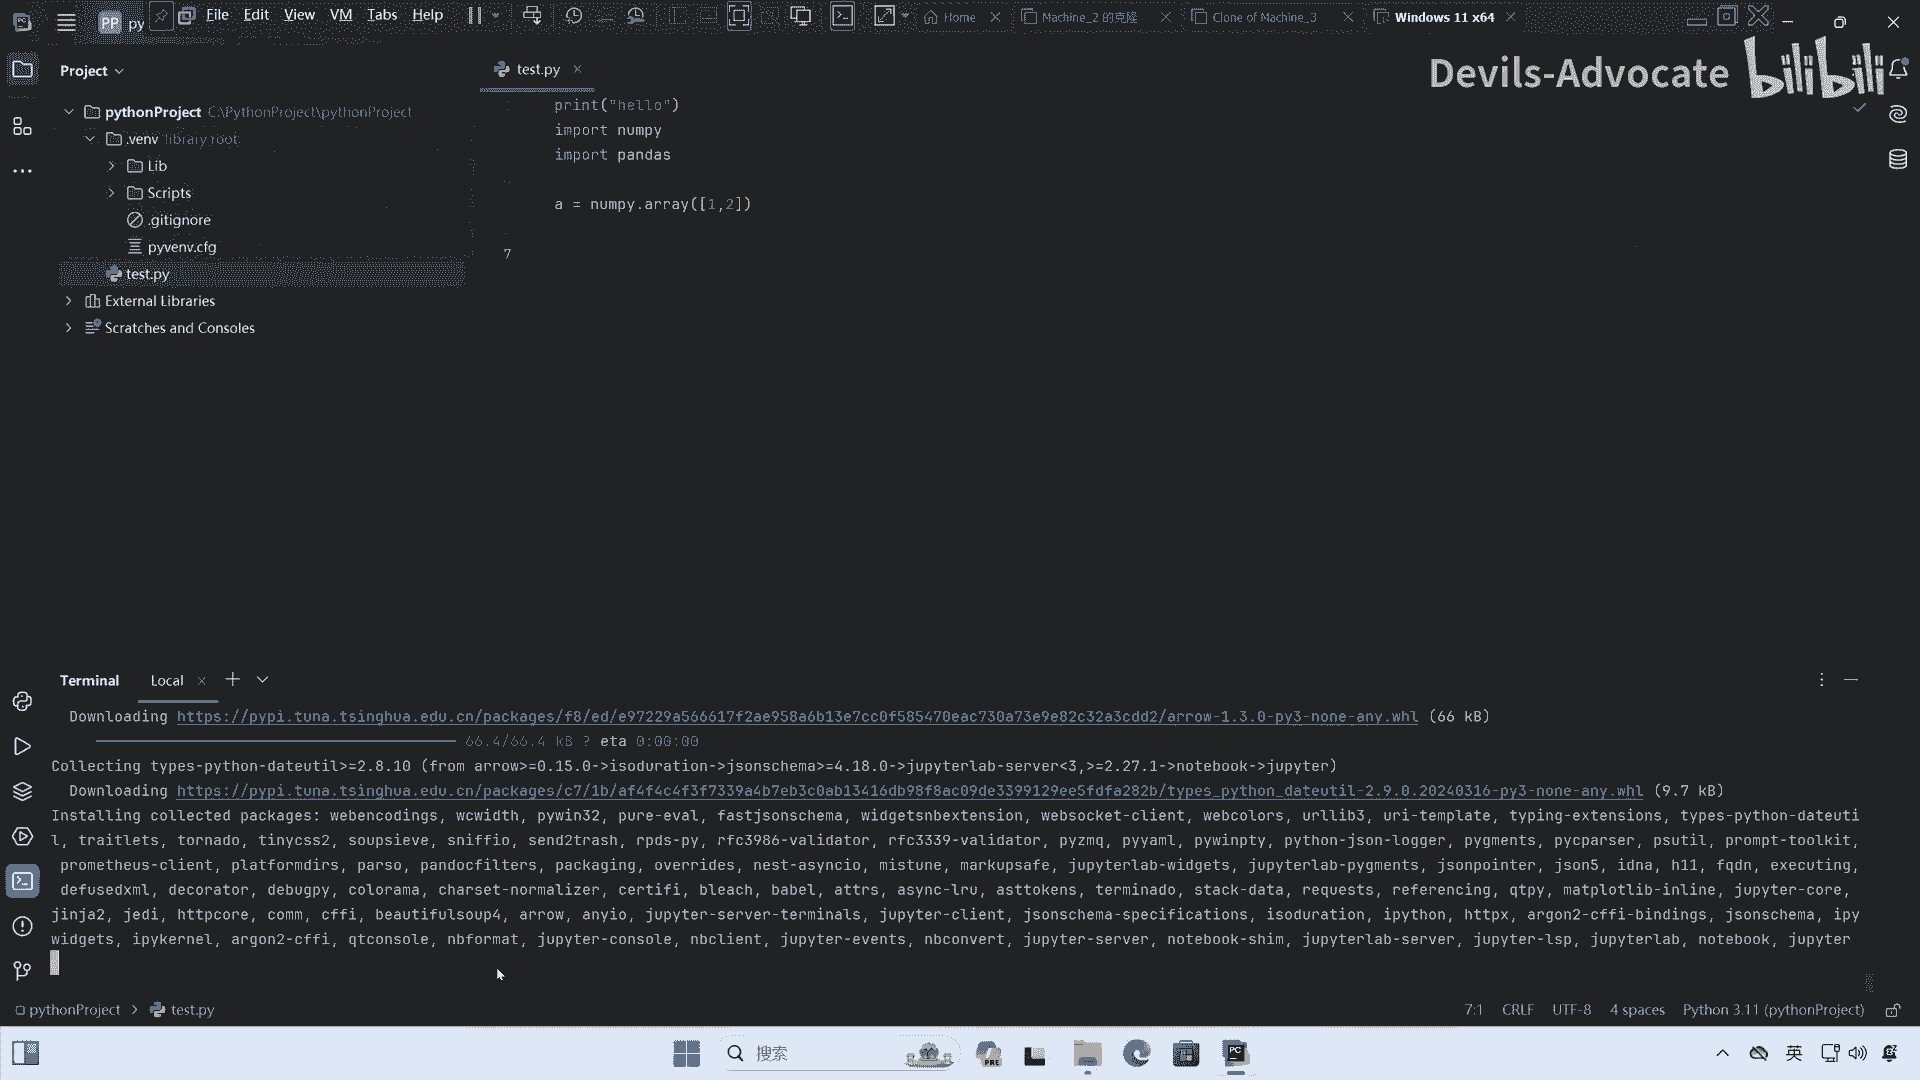 PP py File Edit View VM Tabs Help Home Machine_2 的克隆 Clone of Machine_3 Windows 11 x64
Project test.py
Devils-Advocate bilibili
pythonProject C:\PythonProject\pythonProject
.venv library root
Lib
Scripts
.gitignore
pyvenv.cfg
test.py
External Libraries
Scratches and Consoles
1 print("hello")
import numpy
import pandas
a = numpy.array([1,2])
7
Terminal Local
Downloading https://pypi.tuna.tsinghua.edu.cn/packages/f8/ed/e97229a566617f2ae958a6b13e7cc0f585470eac730a73e9e82c32a3cdd2/arrow-1.3.0-py3-none-any.whl (66 kB)
66.4/66.4 kB ? eta 0:00:00
Collecting types-python-dateutil>=2.8.10 (from arrow>=0.15.0->isoduration->jsonschema>=4.18.0->jupyterlab-server<3,>=2.27.1->notebook->jupyter)
Downloading https://pypi.tuna.tsinghua.edu.cn/packages/c7/1b/af4f4c4f3f7339a4b7eb3c0ab13416db98f8ac09de3399129ee5fdfa282b/types_python_dateutil-2.9.0.20240316-py3-none-any.whl (9.7 kB)
Installing collected packages: webencodings, wcwidth, pywin32, pure-eval, fastjsonschema, widgetsnbextension, websocket-client, webcolors, urllib3, uri-template, typing-extensions, types-python-dateuti
l, traitlets, tornado, tinycss2, soupsieve, sniffio, send2trash, rpds-py, rfc3986-validator, rfc3339-validator, pyzmq, pyyaml, pywinpty, python-json-logger, pygments, pycparser, psutil, prompt-toolkit,
prometheus-client, platformdirs, parso, pandocfilters, packaging, overrides, nest-asyncio, mistune, markupsafe, jupyterlab-widgets, jupyterlab-pygments, jsonpointer, json5, idna, h11, fqdn, executing,
defusedxml, decorator, debugpy, colorama, charset-normalizer, certifi, bleach, babel, attrs, async-lru, asttokens, terminado, stack-data, requests, referencing, qtpy, matplotlib-inline, jupyter-core,
jinja2, jedi, httpcore, comm, cffi, beautifulsoup4, arrow, anyio, jupyter-server-terminals, jupyter-client, jsonschema-specifications, isoduration, ipython, httpx, argon2-cffi-bindings, jsonschema, ipy
widgets, ipykernel, argon2-cffi, qtconsole, nbformat, jupyter-console, nbclient, jupyter-events, nbconvert, jupyter-server, notebook-shim, jupyterlab-server, jupyter-lsp, jupyterlab, notebook, jupyter
pythonProject test.py 7:1 CRLF UTF-8 4 spaces Python 3.11 (pythonProject)
搜索 PRE PC 英